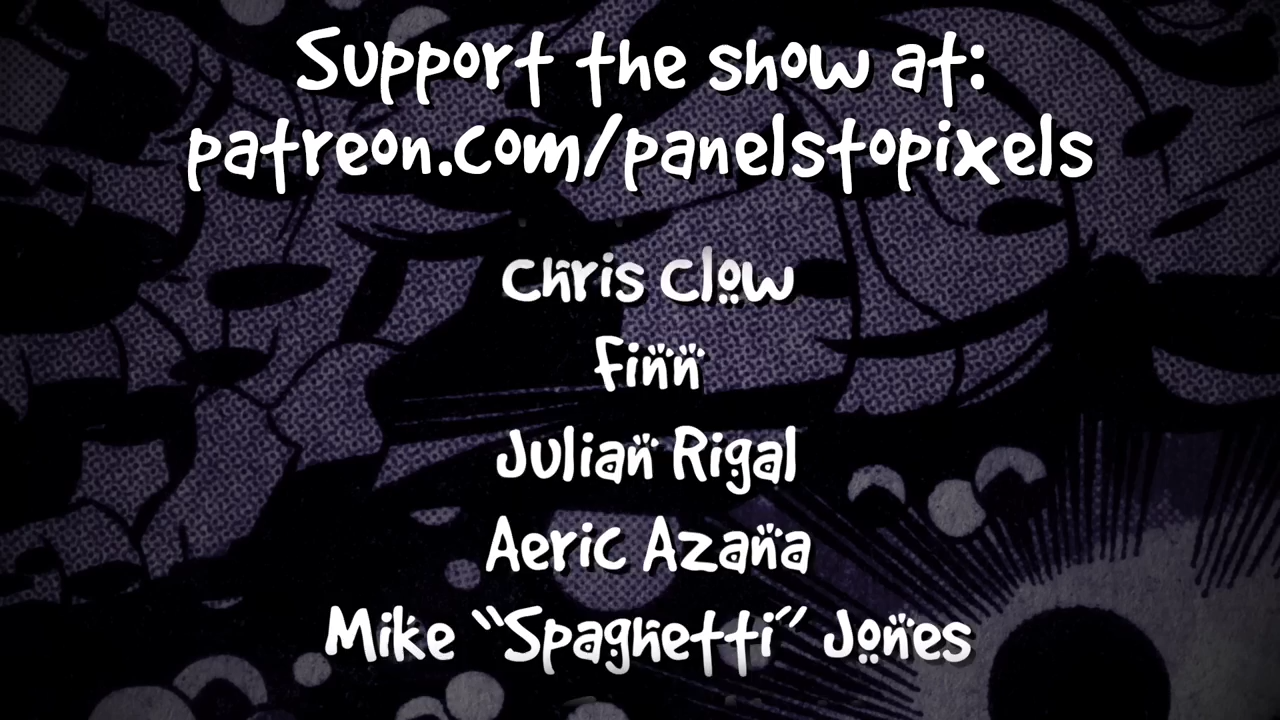 Support the show at:
patreon.com/panelstopixels
Chris Clow
Finn
Julian Rigal
Aeric Azana
Mike "Spaghetti" Jones